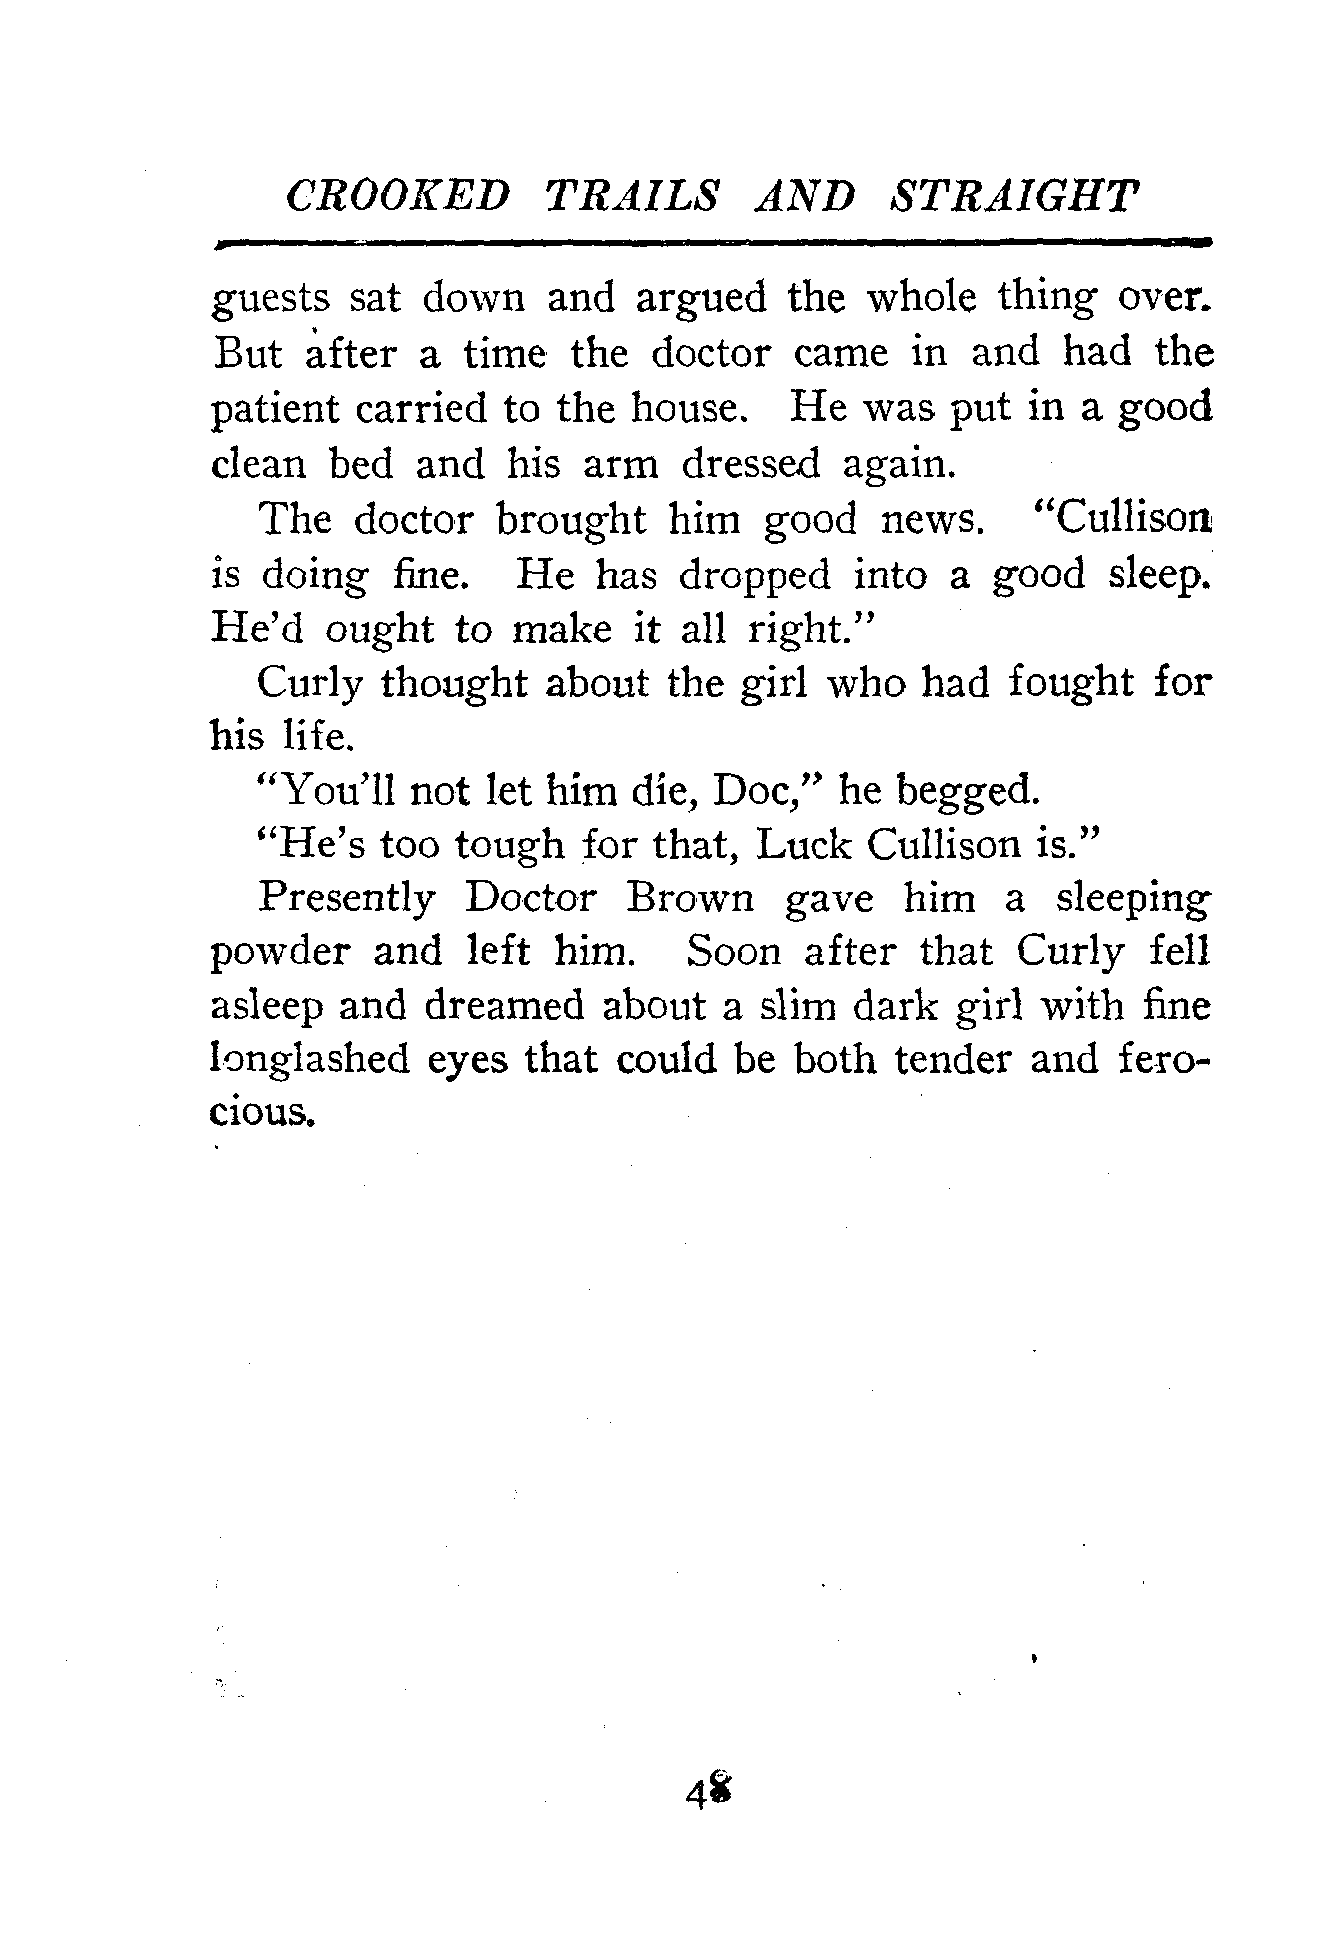 CROOKED TRAILS AND STRAIGHT
guests sat down and argued the whole thing over.
But after a time the doctor came in and had the
patient carried to the house. He was put in a good
clean bed and his arm dressed again.
The doctor brought him good news. “Cullison
is doing fine. He has dropped into a good sleep.
He’d ought to make it all right.”
Curly thought about the girl who had fought for
his life.
“You’ll not let him die, Doc,” he begged.
“He’s too tough for that, Luck Cullison is.”
Presently Doctor Brown gave him a sleeping
powder and left him. Soon after that Curly fell
asleep and dreamed about a slim dark girl with fine
longlashed eyes that could be both tender and fero-
cious.
48